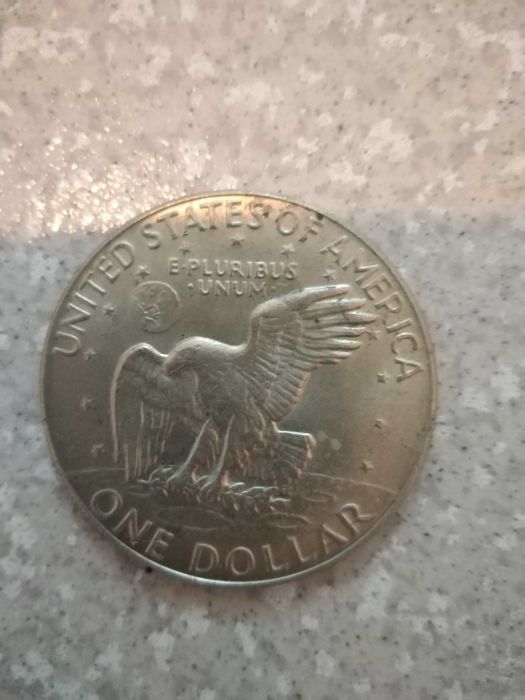 UNITED STATES OF AMERICA
E·PLURIBUS
·UNUM·
ONE DOLLAR